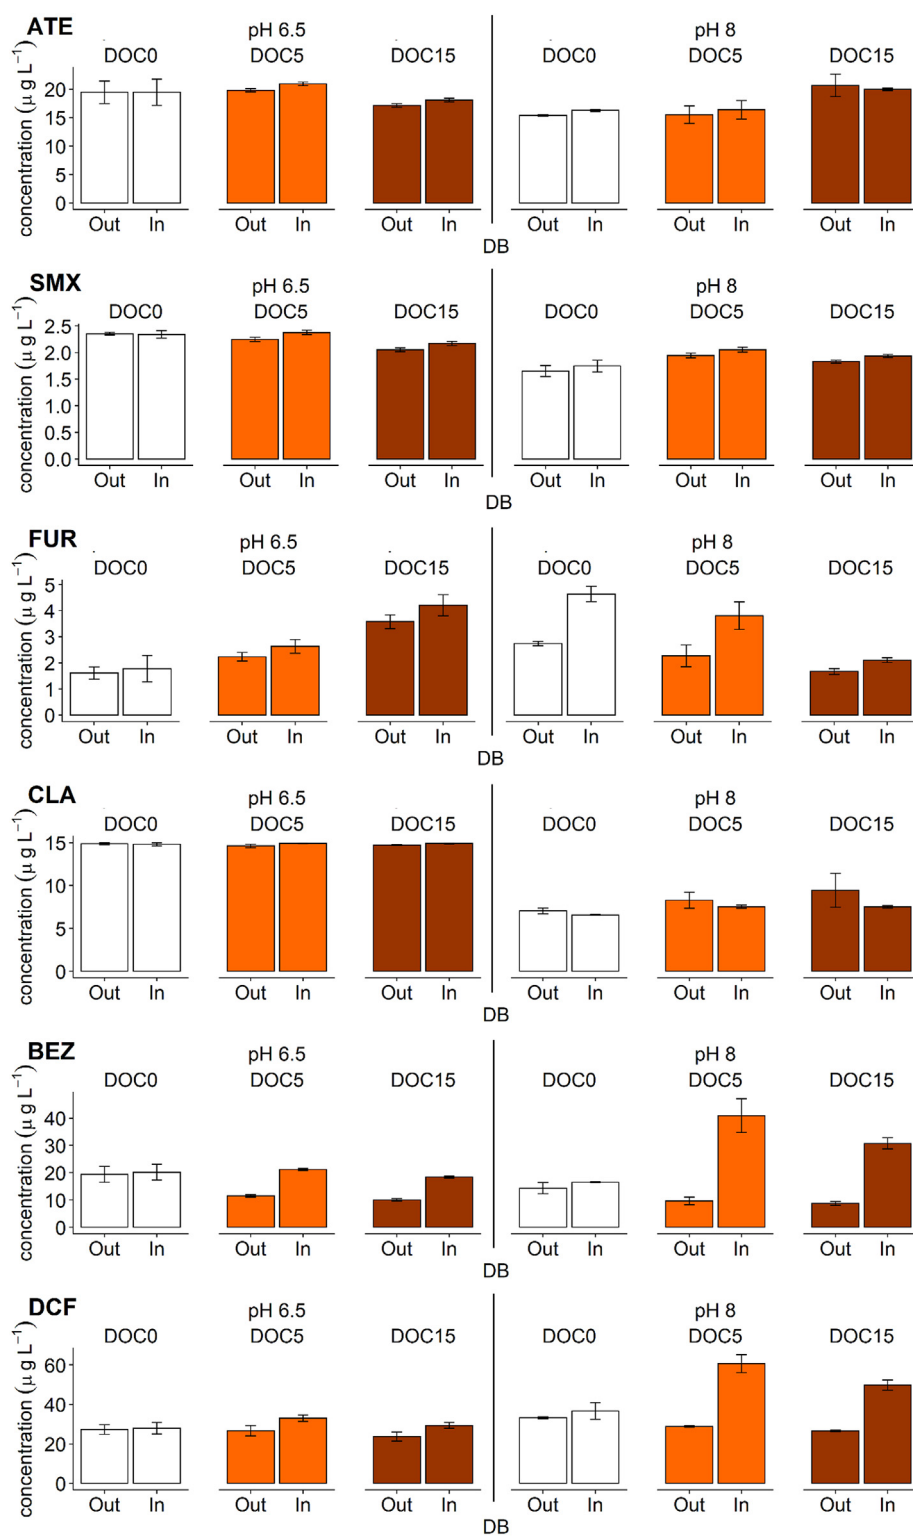 ATE
pH 6.5 pH 8
DOC0 DOC5 DOC15 DOC0 DOC5 DOC15
concentration (μ g L−1)
20
15
10
5
0
Out In Out In Out In Out In Out In Out In
DB
SMX
pH 6.5 pH 8
DOC0 DOC5 DOC15 DOC0 DOC5 DOC15
concentration (μ g L−1)
2.5
2.0
1.5
1.0
0.5
0.0
Out In Out In Out In Out In Out In Out In
DB
FUR
pH 6.5 pH 8
DOC0 DOC5 DOC15 DOC0 DOC5 DOC15
concentration (μ g L−1)
5
4
3
2
1
0
Out In Out In Out In Out In Out In Out In
DB
CLA
pH 6.5 pH 8
DOC0 DOC5 DOC15 DOC0 DOC5 DOC15
concentration (μ g L−1)
15
10
5
0
Out In Out In Out In Out In Out In Out In
DB
BEZ
pH 6.5 pH 8
DOC0 DOC5 DOC15 DOC0 DOC5 DOC15
concentration (μ g L−1)
40
30
20
10
0
Out In Out In Out In Out In Out In Out In
DB
DCF
pH 6.5 pH 8
DOC0 DOC5 DOC15 DOC0 DOC5 DOC15
concentration (μ g L−1)
60
40
20
0
Out In Out In Out In Out In Out In Out In
DB